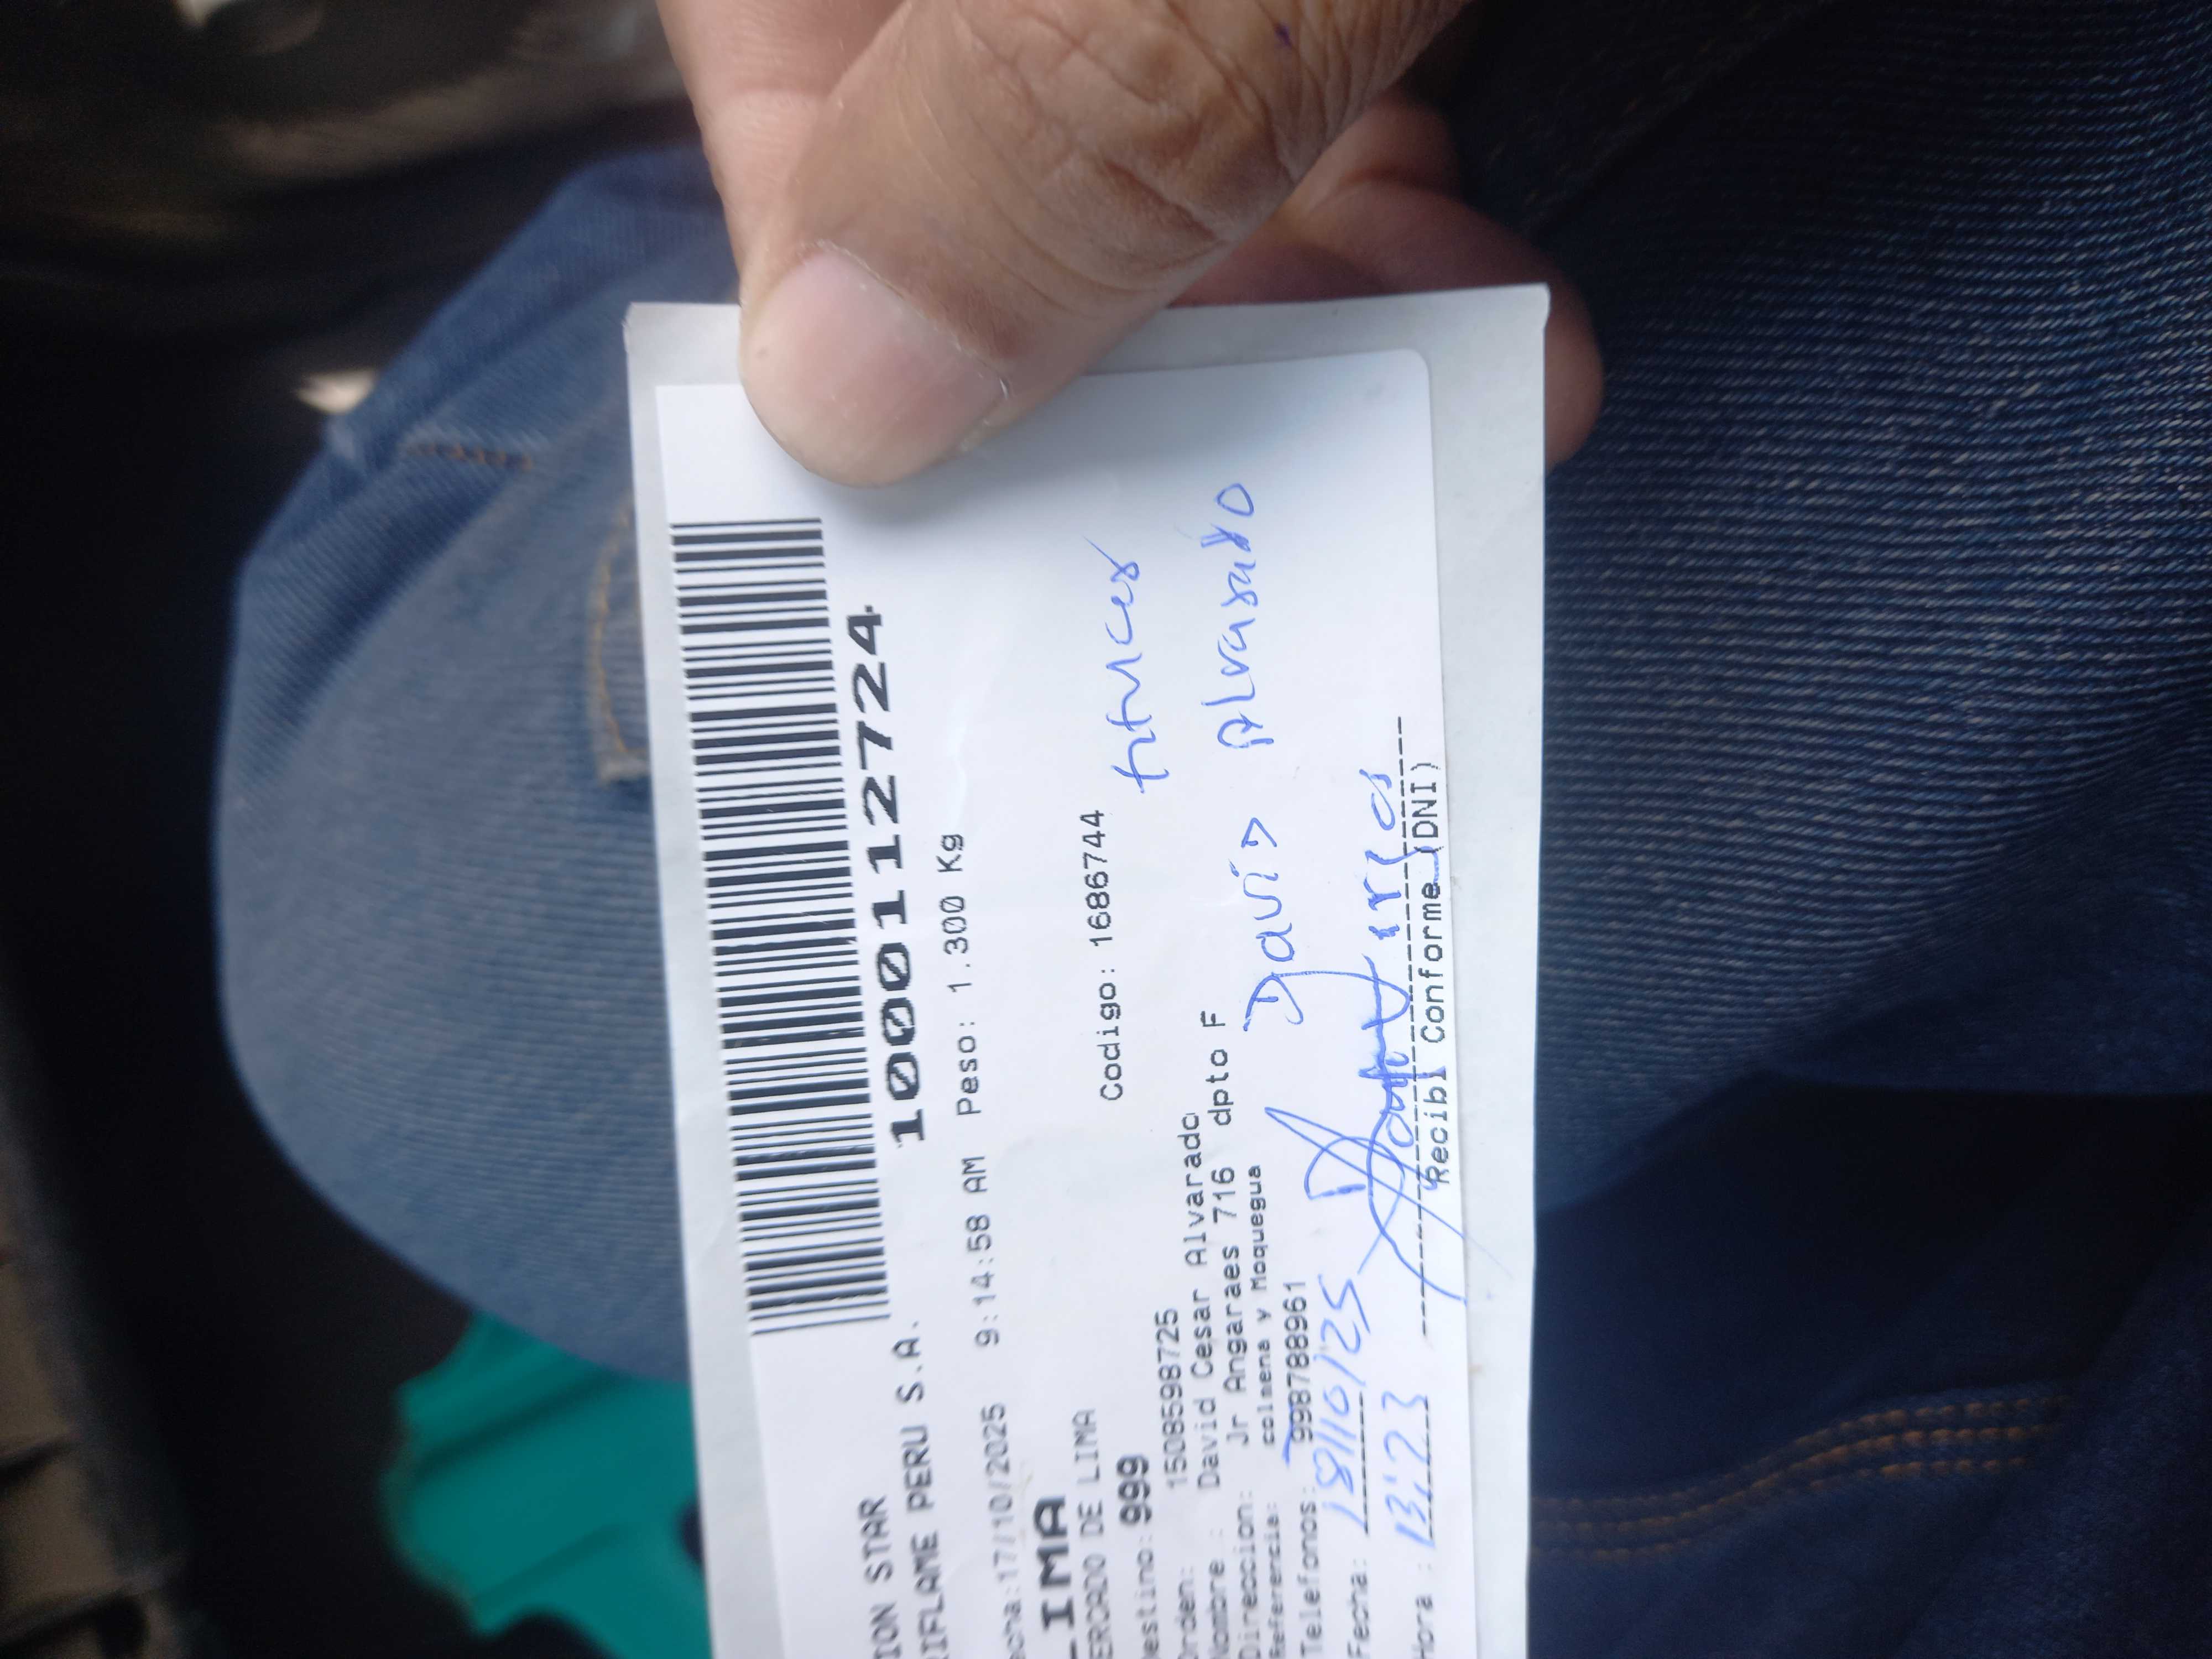 1000112724
ION STAR
RIFLAME PERU S.A.
echa:17/10/2025 9:14:58 AM Peso: 1.300 Kg
LIMA
ERCADO DE LIMA
estino: 999 Codigo: 1686744
Orden: 1508598725
Nombre : David Cesar Alvarado
Direccion: Jr Angaraes 716 dpto F
Referencia: colmena y Moquegua
David Alvarado
Telefonos: 998788961
Fecha: 18/10/25
Hora : 13:23
Recibi Conforme (DNI)